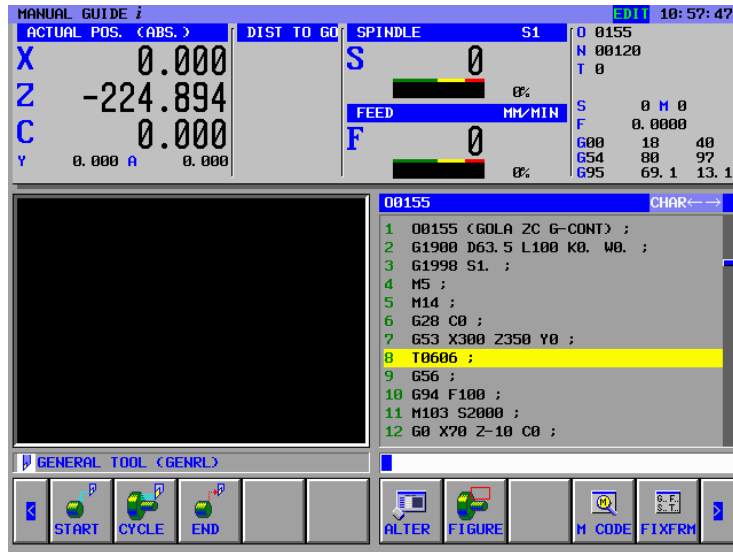 MANUAL GUIDE i EDIT 10:57:47
ACTUAL POS. (ABS.) DIST TO GO SPINDLE S1 O 0155
X 0.000 S 0 N 00120
T 0
Z -224.894 0%
FEED MM/MIN S 0 M 0
C 0.000 F 0 F 0.0000
G00 18 40
Y 0.000 A 0.000 G54 80 97
0% G95 69.1 13.1
O0155 CHAR←→
1 O0155 (GOLA ZC G-CONT) ;
2 G1900 D63.5 L100 K0. W0. ;
3 G1998 S1. ;
4 M5 ;
5 M14 ;
6 G28 C0 ;
7 G53 X300 Z350 Y0 ;
8 T0606 ;
9 G56 ;
10 G94 F100 ;
11 M103 S2000 ;
12 G0 X70 Z-10 C0 ;
GENERAL TOOL (GENRL)
< START CYCLE END ALTER FIGURE M CODE FIXFRM >